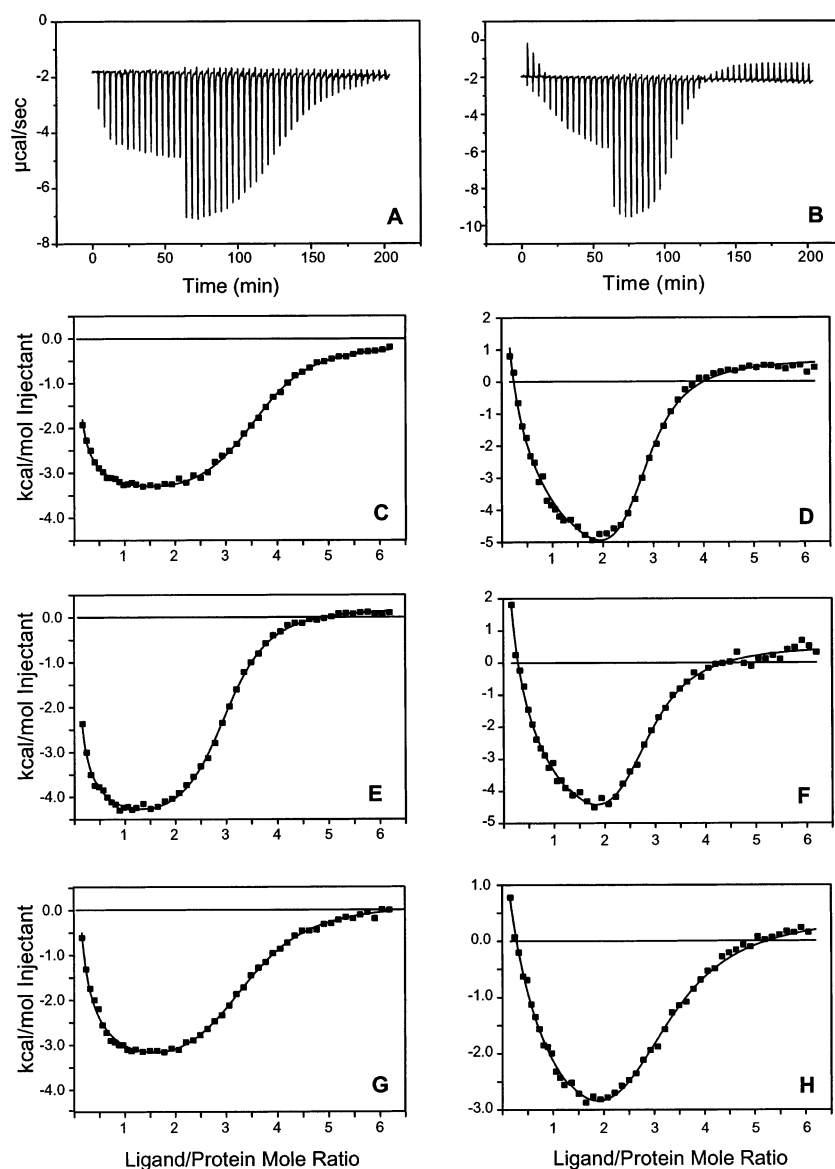 0
-2
-4
-6
-8
µcal/sec
A
0 50 100 150 200
Time (min)
0
-2
-4
-6
-8
-10
B
0 50 100 150 200
Time (min)
0.0
-1.0
-2.0
-3.0
-4.0
kcal/mol Injectant
C
1 2 3 4 5 6
2
1
0
-1
-2
-3
-4
-5
D
1 2 3 4 5 6
0.0
-1.0
-2.0
-3.0
-4.0
kcal/mol Injectant
E
1 2 3 4 5 6
2
1
0
-1
-2
-3
-4
-5
F
1 2 3 4 5 6
0.0
-1.0
-2.0
-3.0
-4.0
kcal/mol Injectant
G
1 2 3 4 5 6
Ligand/Protein Mole Ratio
1.0
0.0
-1.0
-2.0
-3.0
H
1 2 3 4 5 6
Ligand/Protein Mole Ratio